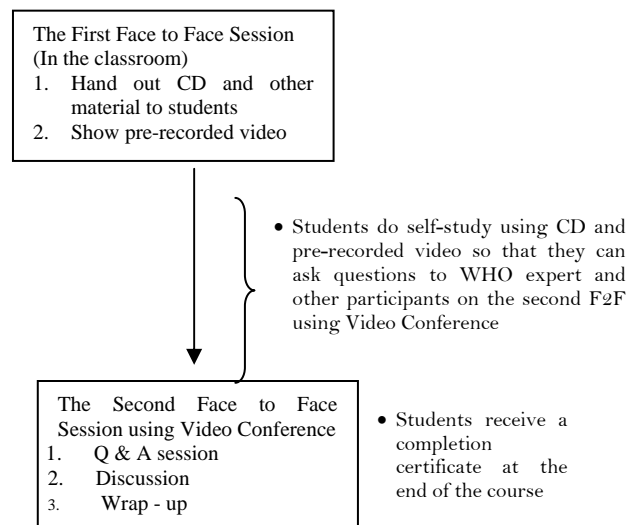 The First Face to Face Session
(In the classroom)
1. Hand out CD and other
material to students
2. Show pre-recorded video
• Students do self-study using CD and
pre-recorded video so that they can
ask questions to WHO expert and
other participants on the second F2F
using Video Conference
The Second Face to Face
Session using Video Conference
1. Q & A session
2. Discussion
3. Wrap - up
• Students receive a
completion
certificate at the
end of the course